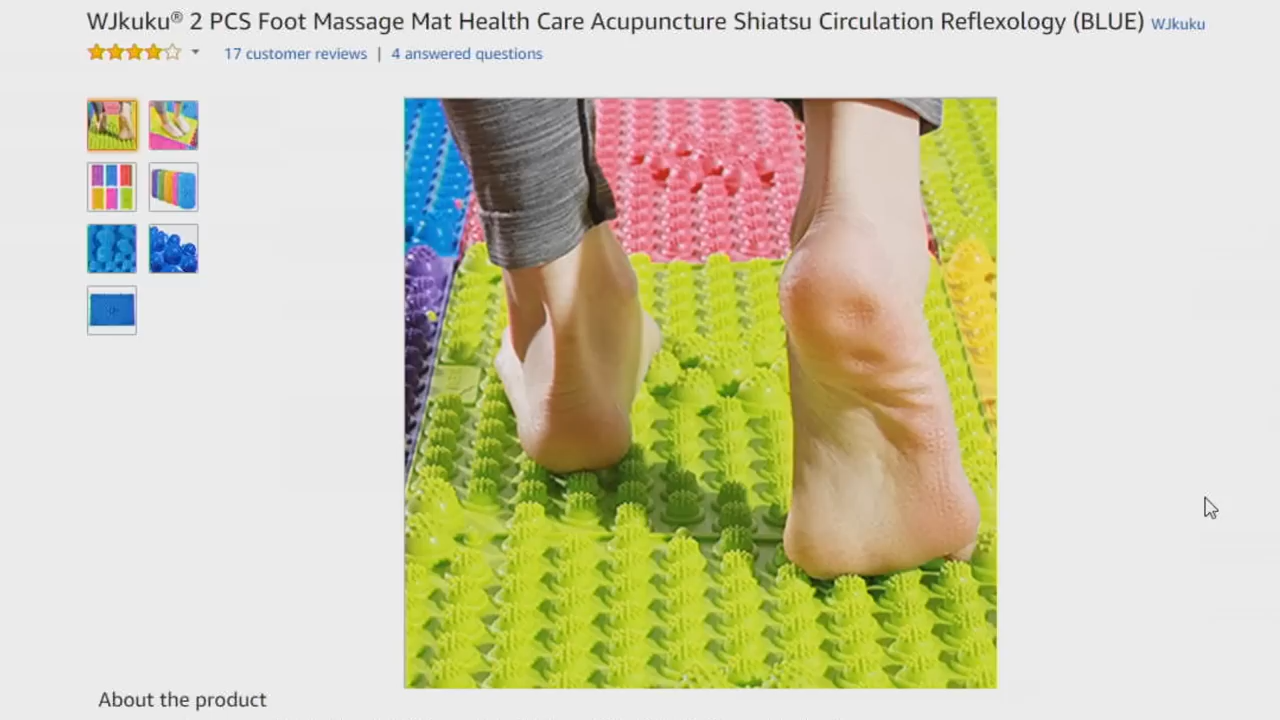 WJkuku® 2 PCS Foot Massage Mat Health Care Acupuncture Shiatsu Circulation Reflexology (BLUE) WJkuku
17 customer reviews | 4 answered questions
About the product